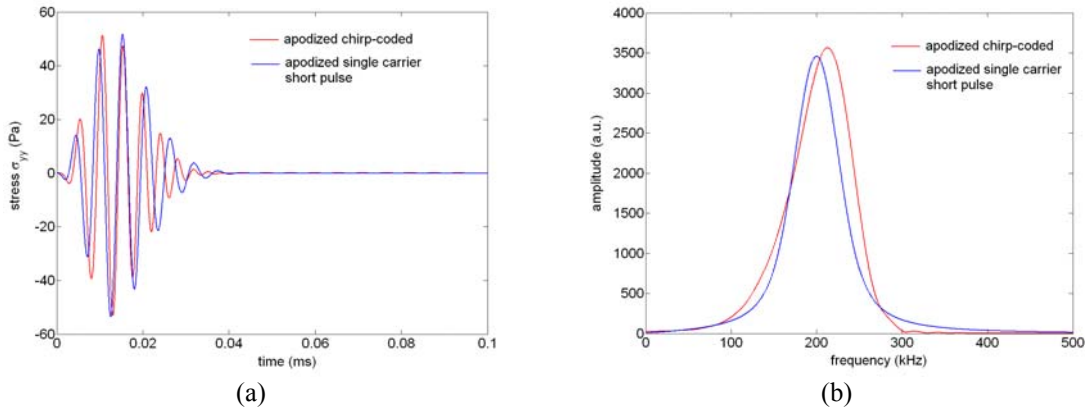 60
40
20
0
-20
-40
-60
stress σyy (Pa)
apodized chirp-coded
apodized single carrier
short pulse
0 0.02 0.04 0.06 0.08 0.1
time (ms)
(a)
4000
3500
3000
2500
2000
1500
1000
500
0
amplitude (a.u.)
apodized chirp-coded
apodized single carrier
short pulse
0 100 200 300 400 500
frequency (kHz)
(b)